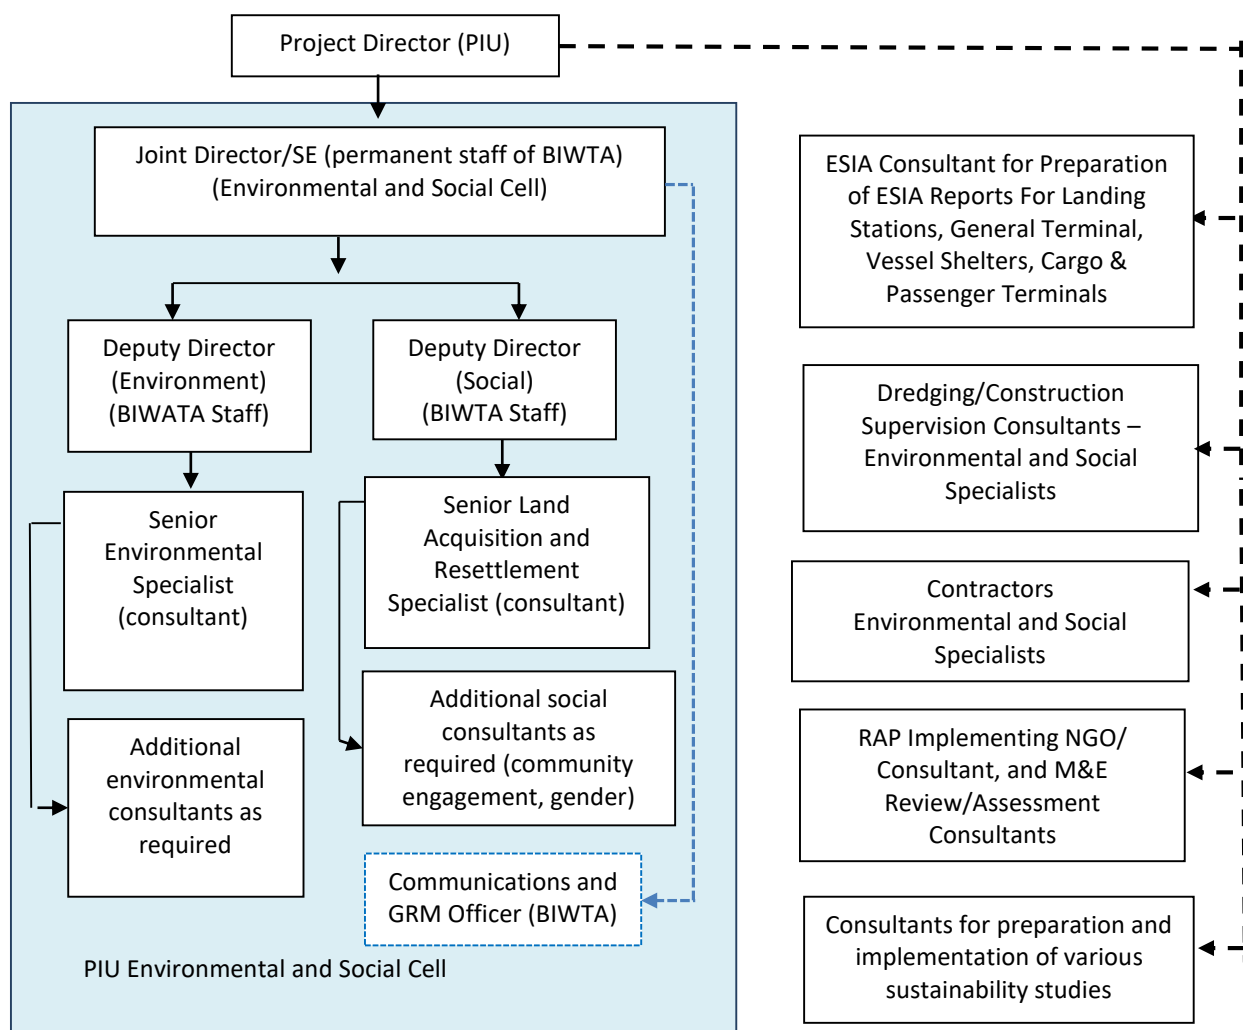 Project Director (PIU)
Joint Director/SE (permanent staff of BIWTA)
(Environmental and Social Cell)
Deputy Director
(Environment)
(BIWATA Staff)
Deputy Director
(Social)
(BIWTA Staff)
Senior
Environmental
Specialist
(consultant)
Senior Land
Acquisition and
Resettlement
Specialist (consultant)
Additional
environmental
consultants as
required
Additional social
consultants as
required (community
engagement, gender)
Communications and
GRM Officer (BIWTA)
PIU Environmental and Social Cell
ESIA Consultant for Preparation
of ESIA Reports For Landing
Stations, General Terminal,
Vessel Shelters, Cargo &
Passenger Terminals
Dredging/Construction
Supervision Consultants –
Environmental and Social
Specialists
Contractors
Environmental and Social
Specialists
RAP Implementing NGO/
Consultant, and M&E
Review/Assessment
Consultants
Consultants for preparation and
implementation of various
sustainability studies